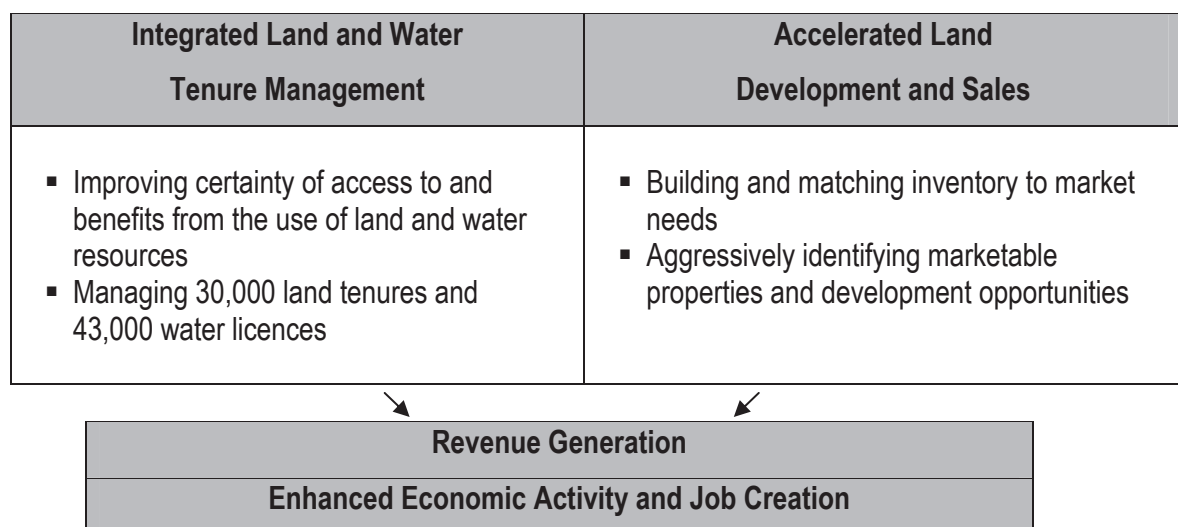 Integrated Land and Water
Tenure Management
▪ Improving certainty of access to and
benefits from the use of land and water
resources
▪ Managing 30,000 land tenures and
43,000 water licences
Accelerated Land
Development and Sales
▪ Building and matching inventory to market
needs
▪ Aggressively identifying marketable
properties and development opportunities
Revenue Generation
Enhanced Economic Activity and Job Creation